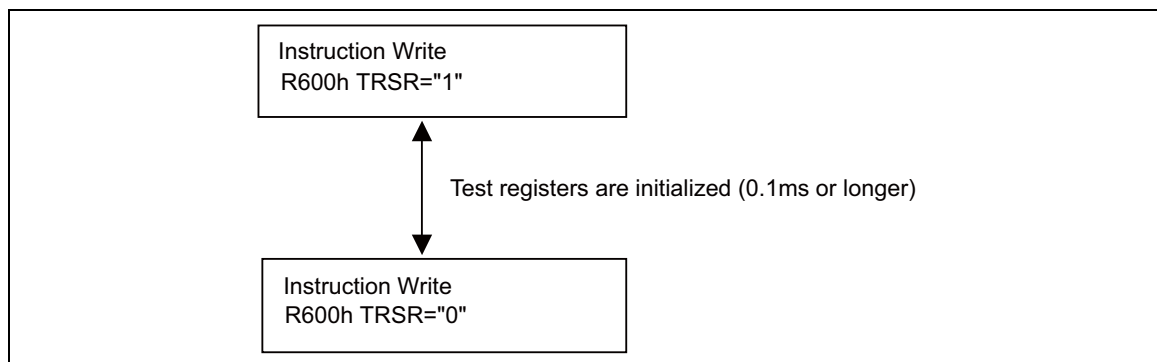 Instruction Write
R600h TRSR="1"
Test registers are initialized (0.1ms or longer)
Instruction Write
R600h TRSR="0"